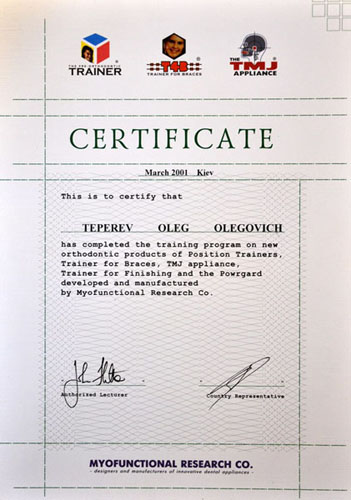 THE PRE-ORTHODONTIC
TRAINER
T4B
TRAINER FOR BRACES
THE TMJ
APPLIANCE
CERTIFICATE
March 2001 Kiev
This is to certify that
TEPEREV OLEG OLEGOVICH
has completed the training program on new
orthodontic products of Position Trainers,
Trainer for Braces, TMJ appliance,
Trainer for Finishing and the Powrgard
developed and manufactured
by Myofunctional Research Co.
Authorized Lecturer
Country Representative
MYOFUNCTIONAL RESEARCH CO.
- designers and manufacturers of innovative dental appliances -